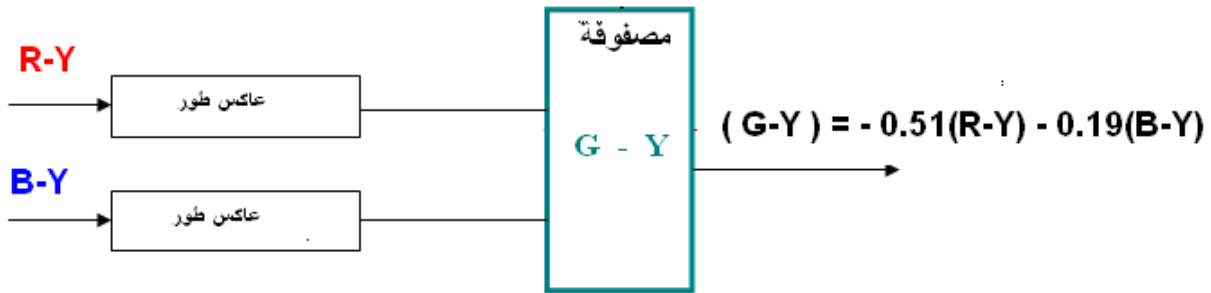 مصفوفة
R-Y
عاكس طور
( G-Y ) = - 0.51(R-Y) - 0.19(B-Y)
G - Y
B-Y
عاكس طور